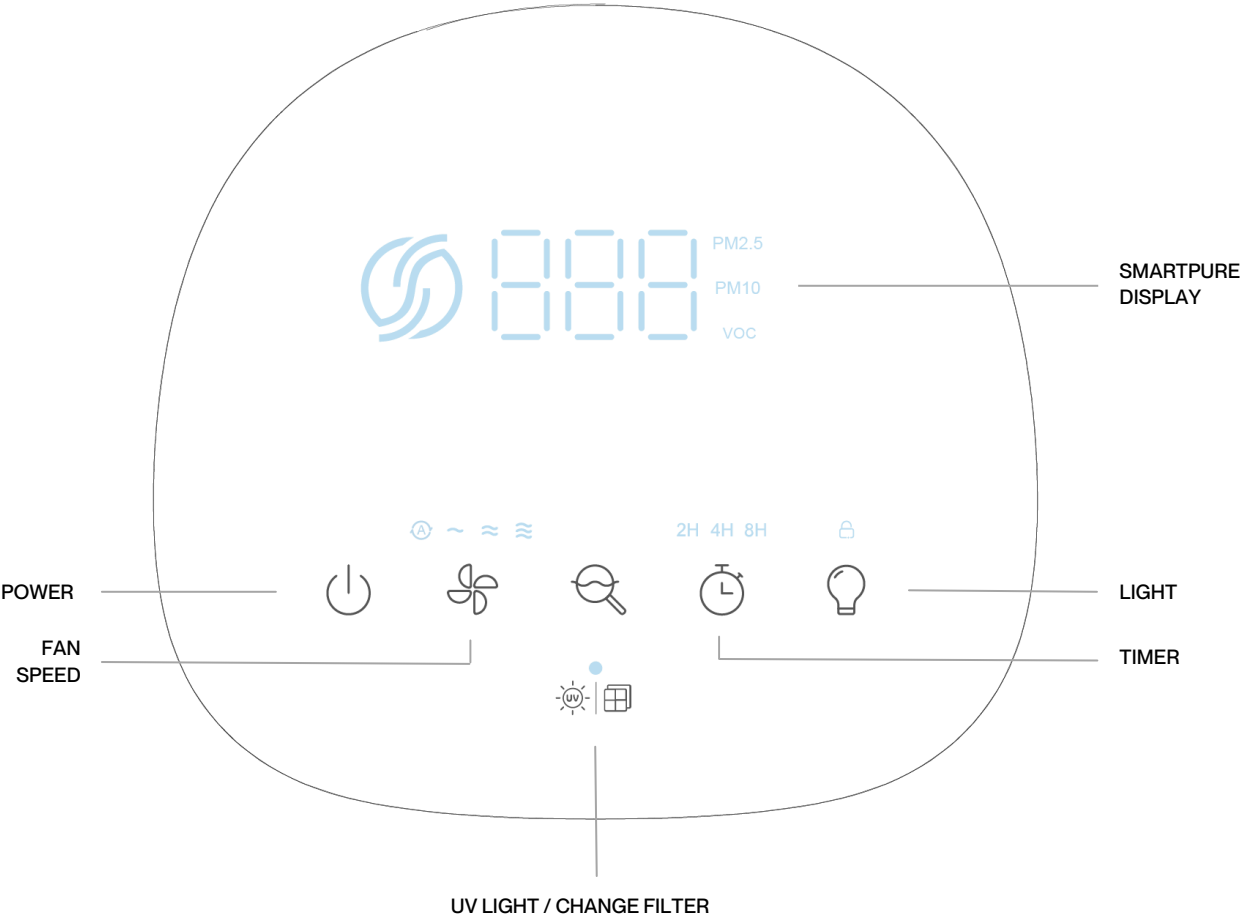 888 PM2.5
PM10
VOC
SMARTPURE
DISPLAY
A
2H 4H 8H
POWER
LIGHT
FAN
SPEED
TIMER
UV
UV LIGHT / CHANGE FILTER